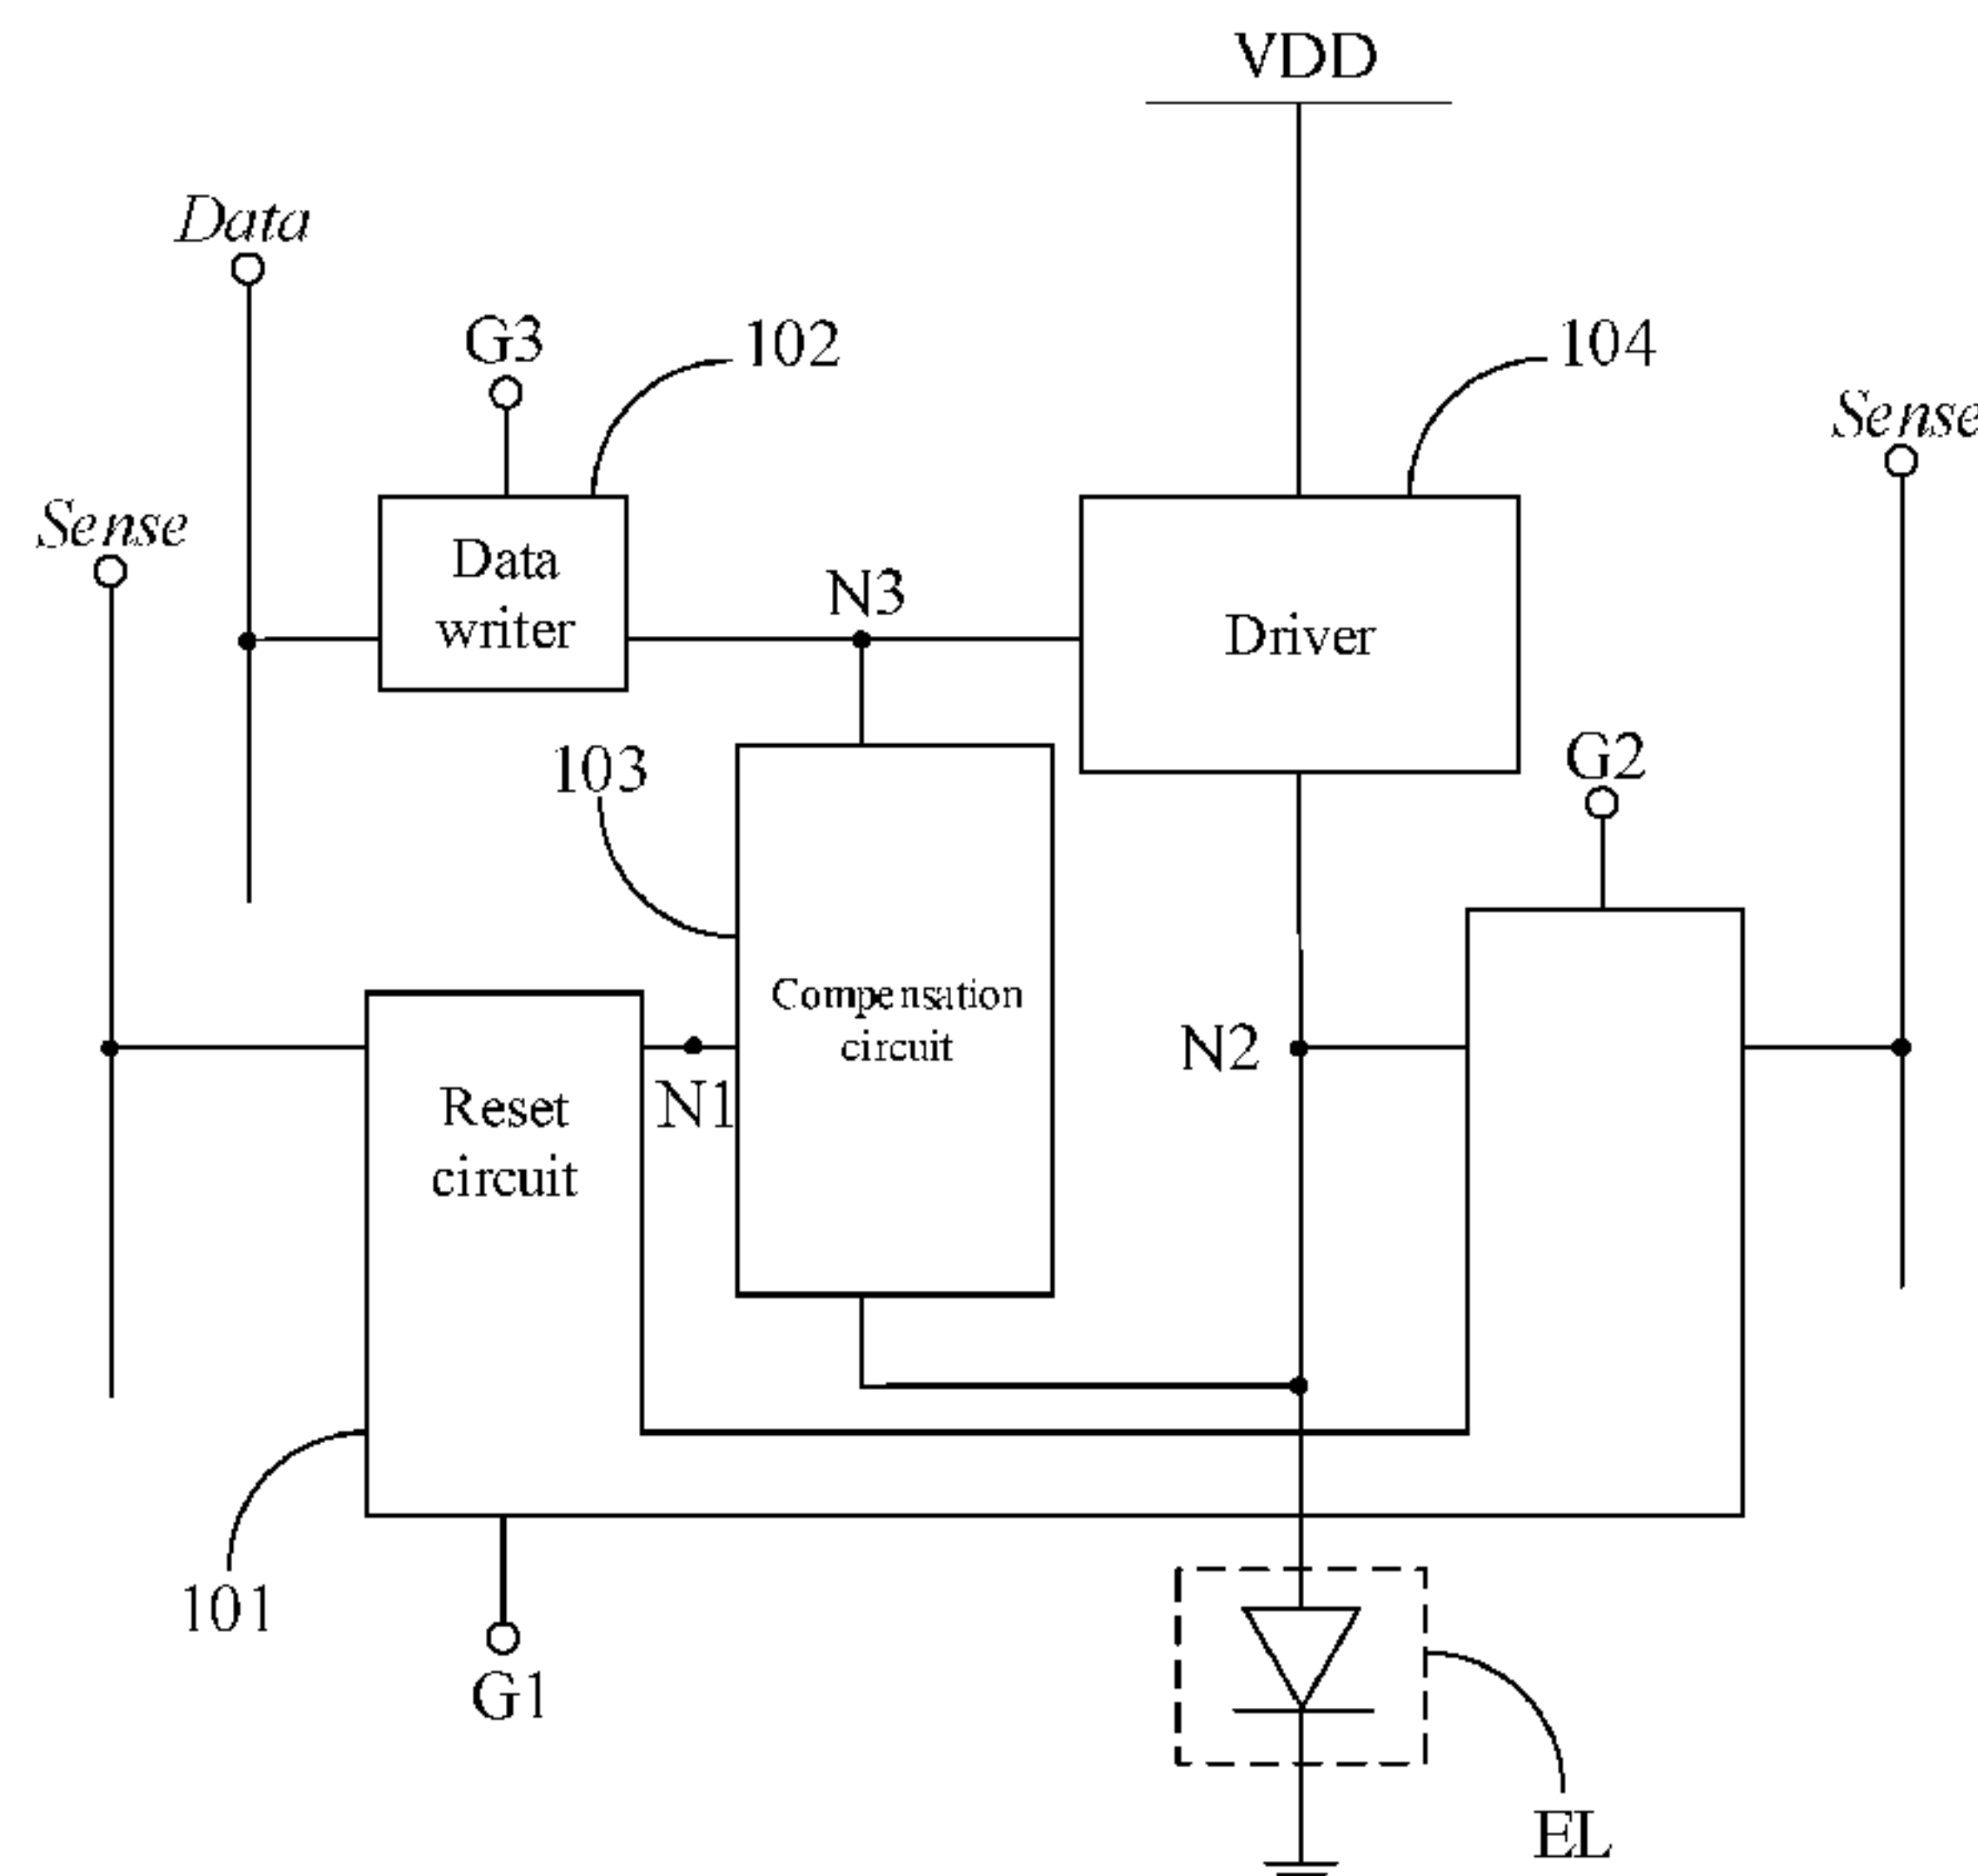 VDD
Data
G3
102
104
Sense
Sense
Data
writer
N3
Driver
103
G2
Compensation
circuit
N2
N1
Reset
circuit
101
G1
EL